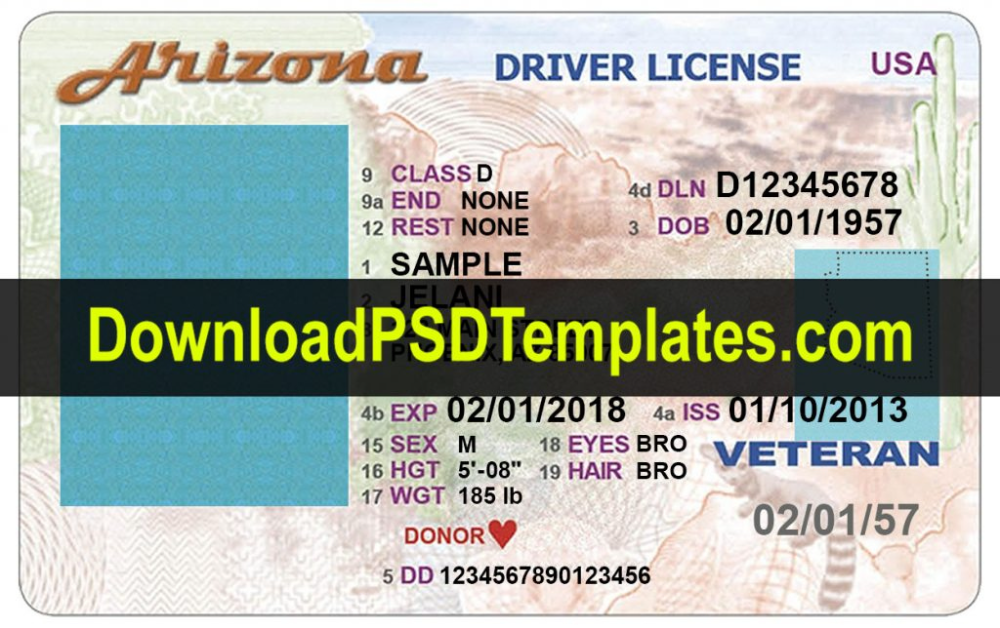 Arizona DRIVER LICENSE USA
9 CLASS D
9a END NONE
4d DLN D12345678
12 REST NONE
3 DOB 02/01/1957
1 SAMPLE
2 JELANI
MAIN STREET
DownloadPSDTemplates.com
4b EXP 02/01/2018 4a ISS 01/10/2013
15 SEX M 18 EYES BRO
VETERAN
16 HGT 5'-08" 19 HAIR BRO
17 WGT 185 lb
02/01/57
DONOR
5 DD 1234567890123456